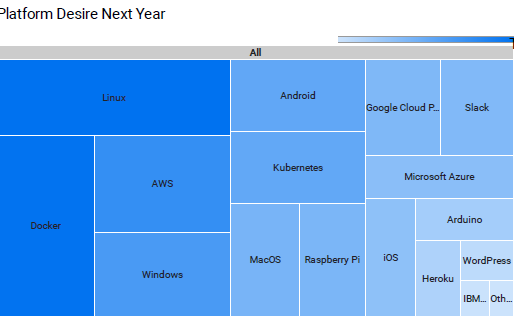 Platform Desire Next Year
All
Linux
Android
Google Cloud P...
Slack
Kubernetes
Microsoft Azure
AWS
Docker
Arduino
MacOS
Raspberry Pi
iOS
WordPress
Windows
Heroku
IBM...
Oth...